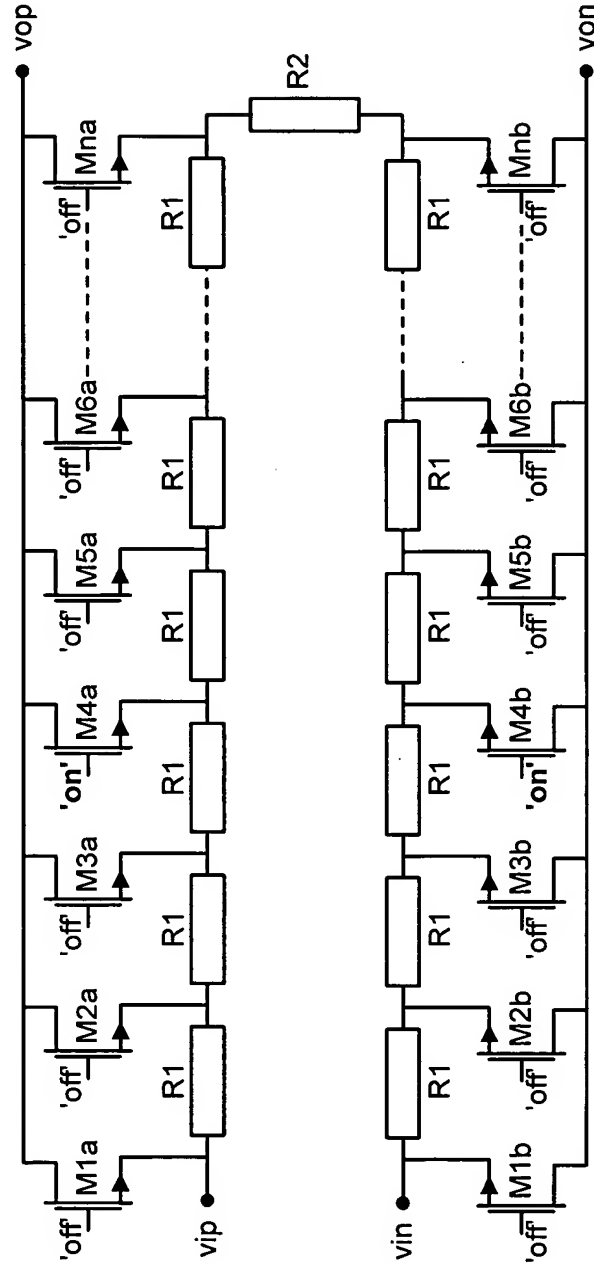 vop
'off' M1a
'off' M2a
'off' M3a
'on' M4a
'off' M5a
'off' M6a
'off' Mna
vip
R1
R1
R1
R1
R1
R1
R2
vin
R1
R1
R1
R1
R1
R1
'off' M1b
'off' M2b
'off' M3b
'on' M4b
'off' M5b
'off' M6b
'off' Mnb
von